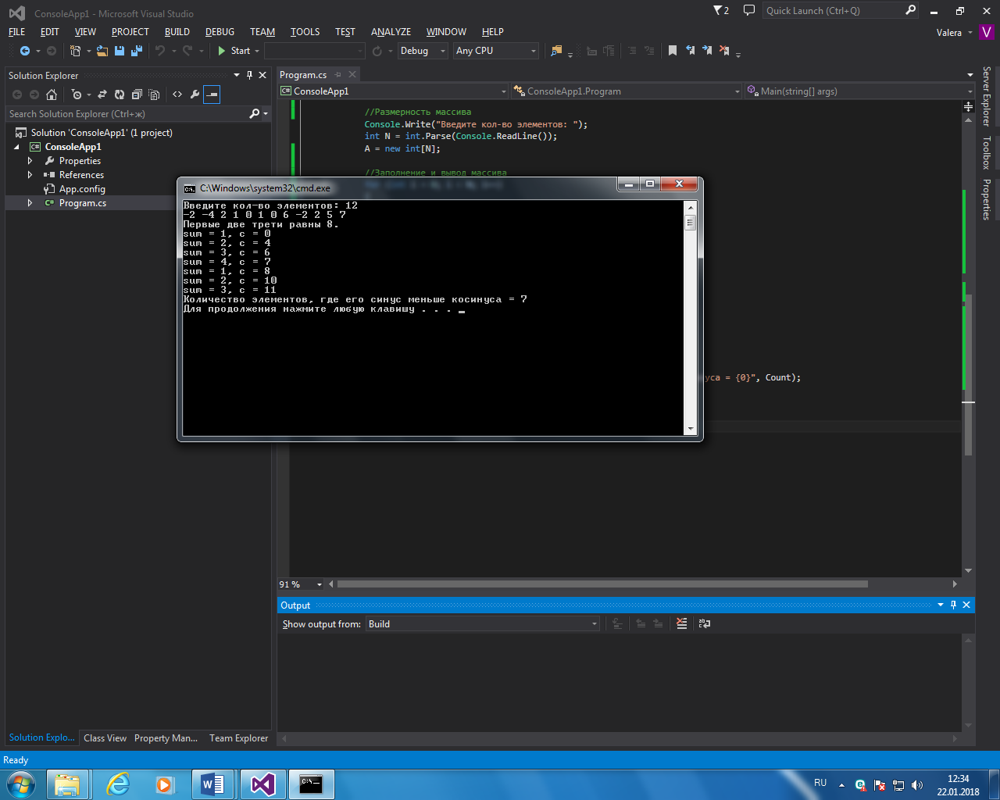 ConsoleApp1 - Microsoft Visual Studio
2
Quick Launch (Ctrl+Q)
FILE EDIT VIEW PROJECT BUILD DEBUG TEAM TOOLS TEST ANALYZE WINDOW HELP
Valera
V
Start
Debug
Any CPU
Solution Explorer
Search Solution Explorer (Ctrl+ж)
Solution 'ConsoleApp1' (1 project)
C# ConsoleApp1
Properties
References
App.config
C# Program.cs
Program.cs
C# ConsoleApp1
ConsoleApp1.Program
Main(string[] args)
//Размерность массива
Console.Write("Введите кол-во элементов: ");
int N = int.Parse(Console.ReadLine());
A = new int[N];
//Заполнение и вывод массива
C:\Windows\system32\cmd.exe
Введите кол-во элементов: 12
-2 -4 2 1 0 1 0 6 -2 2 5 7
Первые две трети равны 8.
sum = 1, c = 0
sum = 2, c = 4
sum = 3, c = 6
sum = 4, c = 7
sum = 1, c = 8
sum = 2, c = 10
sum = 3, c = 11
Количество элементов, где его синус меньше косинуса = 7
Для продолжения нажмите любую клавишу . . .
уса = {0}", Count);
91 %
Output
Show output from: Build
Server Explorer
Toolbox
Properties
Solution Explo...
Class View
Property Man...
Team Explorer
Ready
RU
12:34
22.01.2018